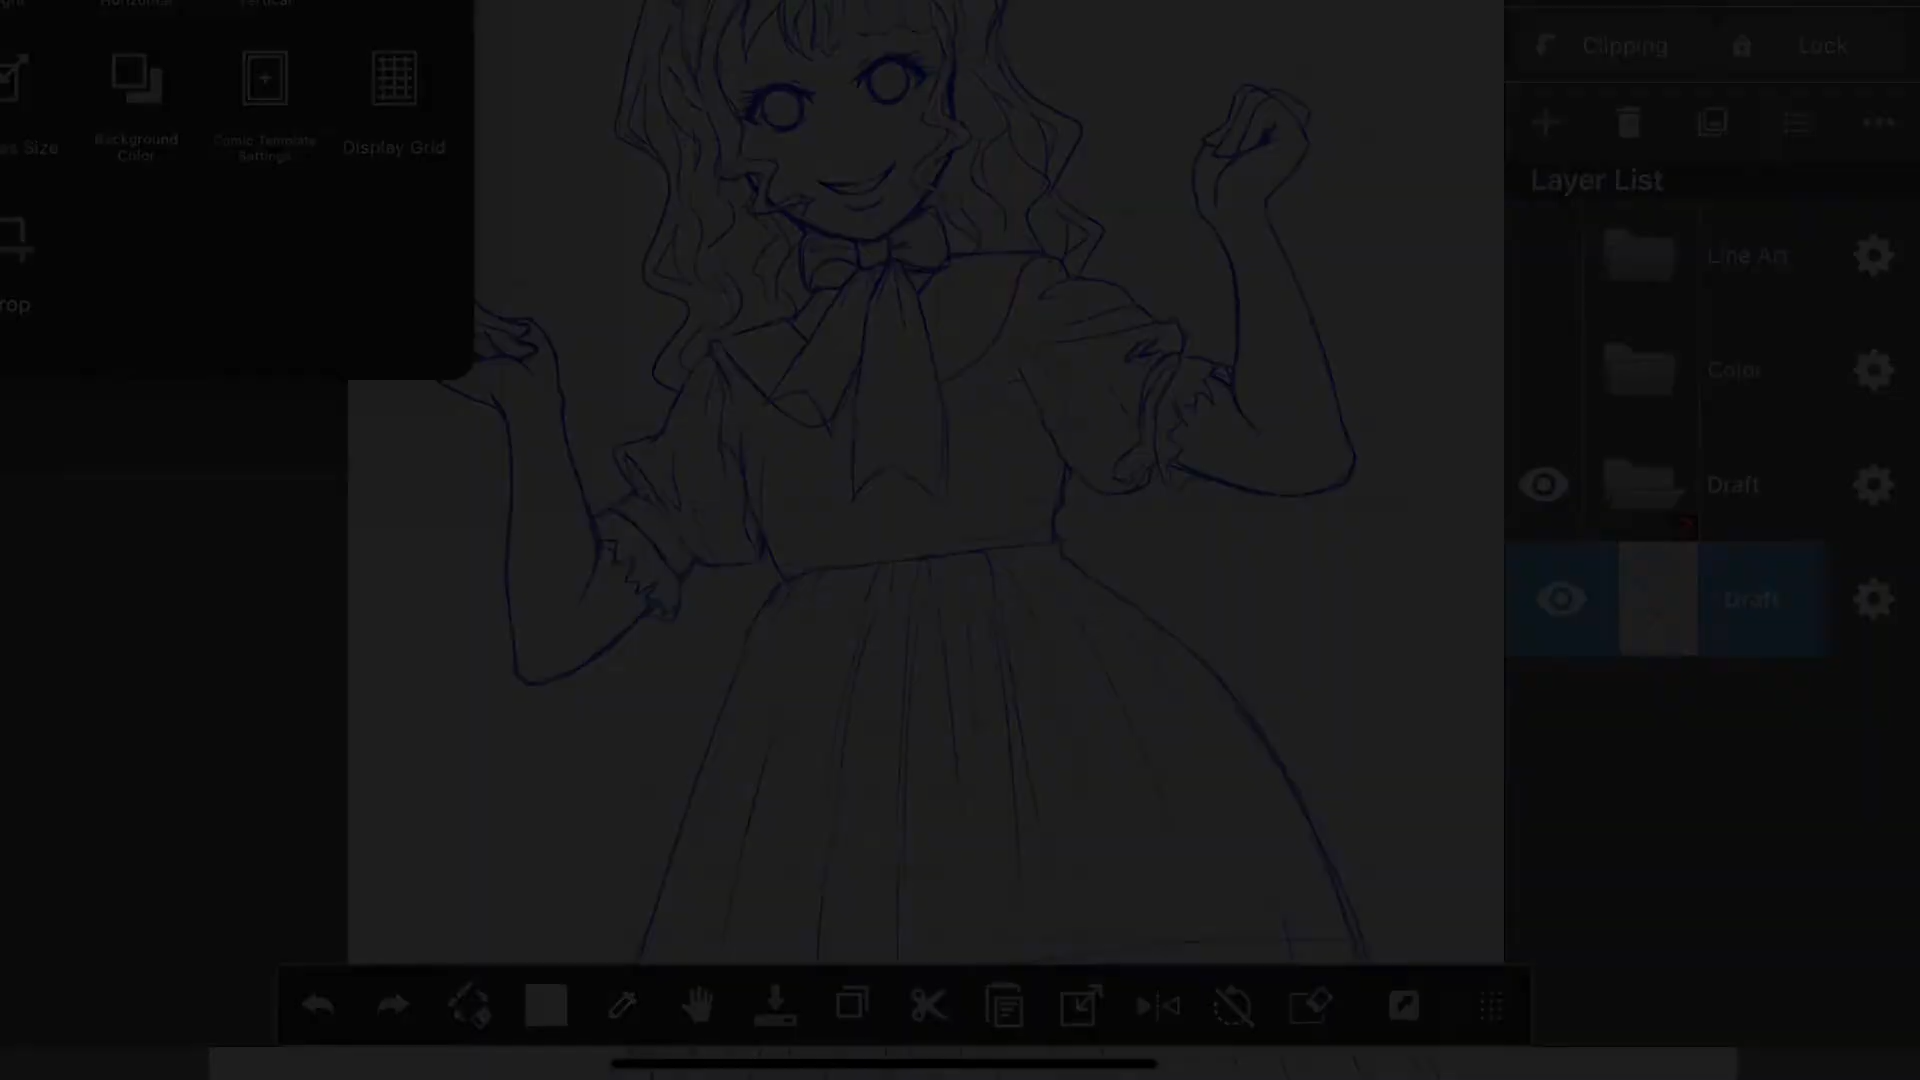 Horizontal
Vertical
Background
Color
Comic Template
Settings
Display Grid
Clipping
Lock
Layer List
Line Art
Color
Draft
Draft